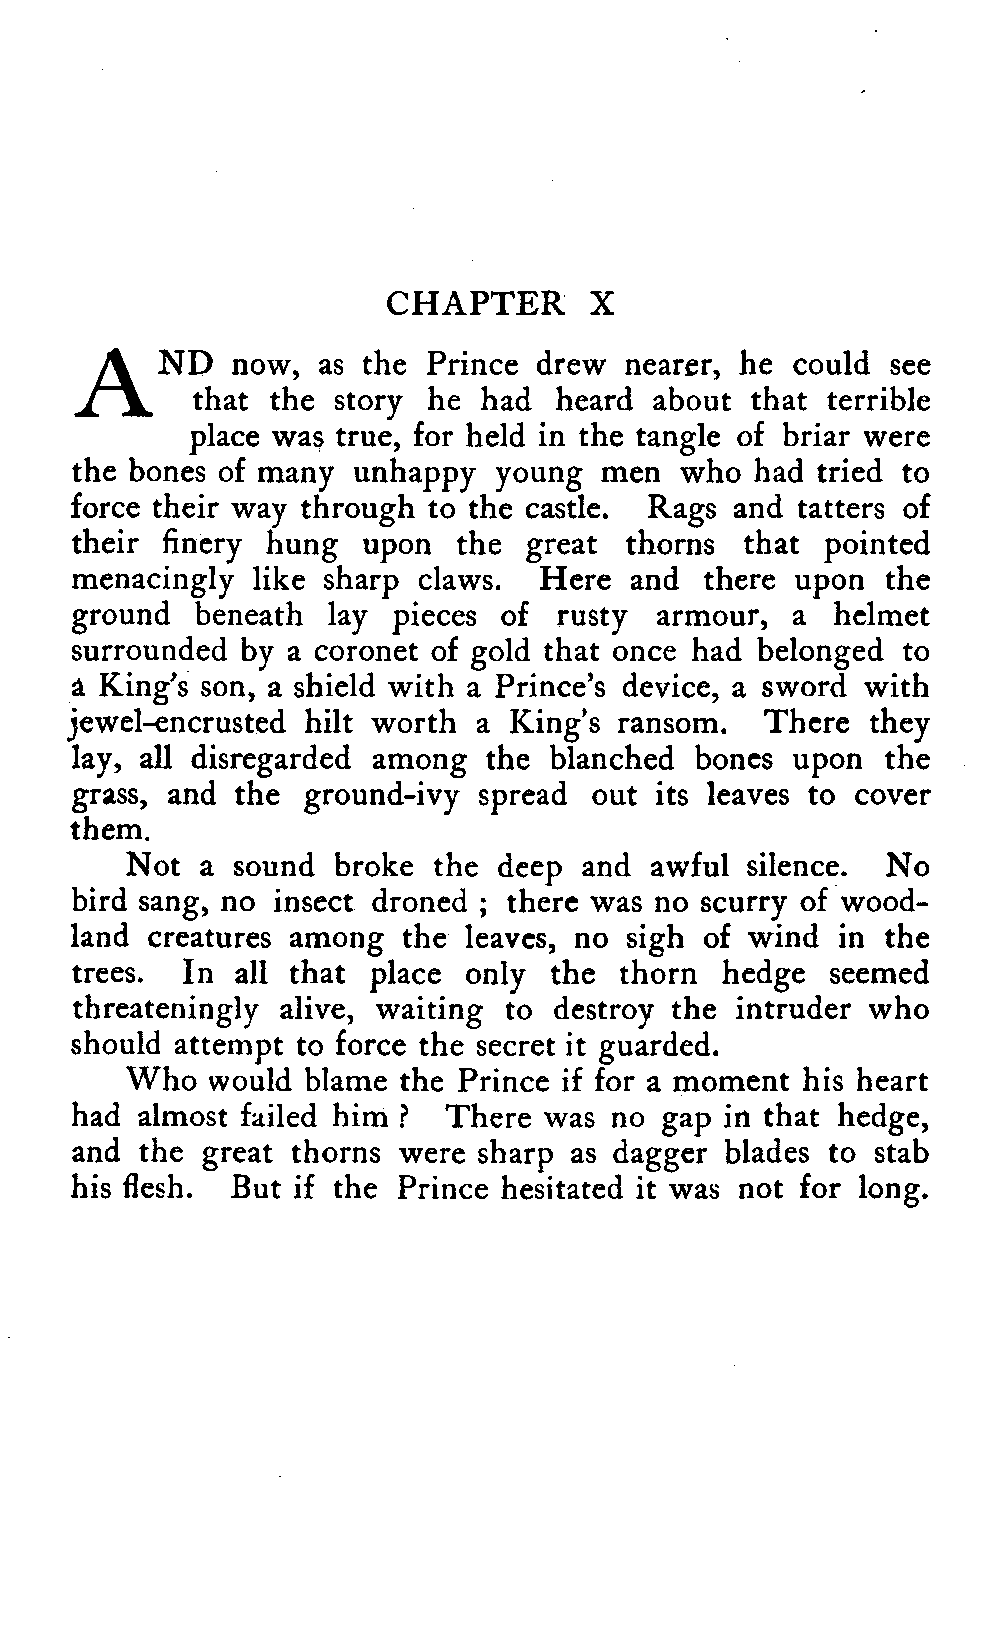 CHAPTER X
AND now, as the Prince drew nearer, he could see
that the story he had heard about that terrible
place was true, for held in the tangle of briar were
the bones of many unhappy young men who had tried to
force their way through to the castle. Rags and tatters of
their finery hung upon the great thorns that pointed
menacingly like sharp claws. Here and there upon the
ground beneath lay pieces of rusty armour, a helmet
surrounded by a coronet of gold that once had belonged to
a King's son, a shield with a Prince's device, a sword with
jewel-encrusted hilt worth a King's ransom. There they
lay, all disregarded among the blanched bones upon the
grass, and the ground-ivy spread out its leaves to cover
them.
Not a sound broke the deep and awful silence. No
bird sang, no insect droned ; there was no scurry of wood-
land creatures among the leaves, no sigh of wind in the
trees. In all that place only the thorn hedge seemed
threateningly alive, waiting to destroy the intruder who
should attempt to force the secret it guarded.
Who would blame the Prince if for a moment his heart
had almost failed him ? There was no gap in that hedge,
and the great thorns were sharp as dagger blades to stab
his flesh. But if the Prince hesitated it was not for long.